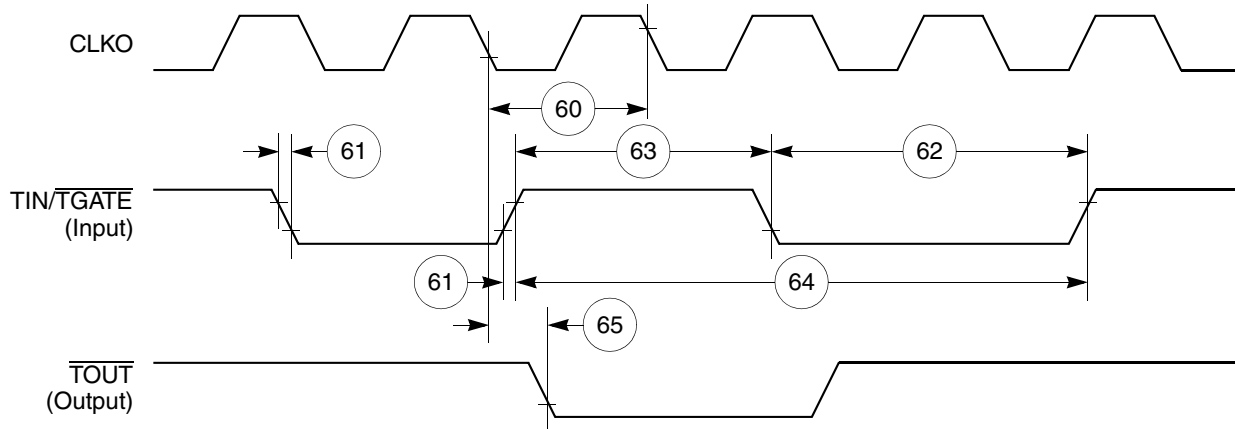 CLKO
60
61
63
62
TIN/TGATE
(Input)
61
64
65
TOUT
(Output)